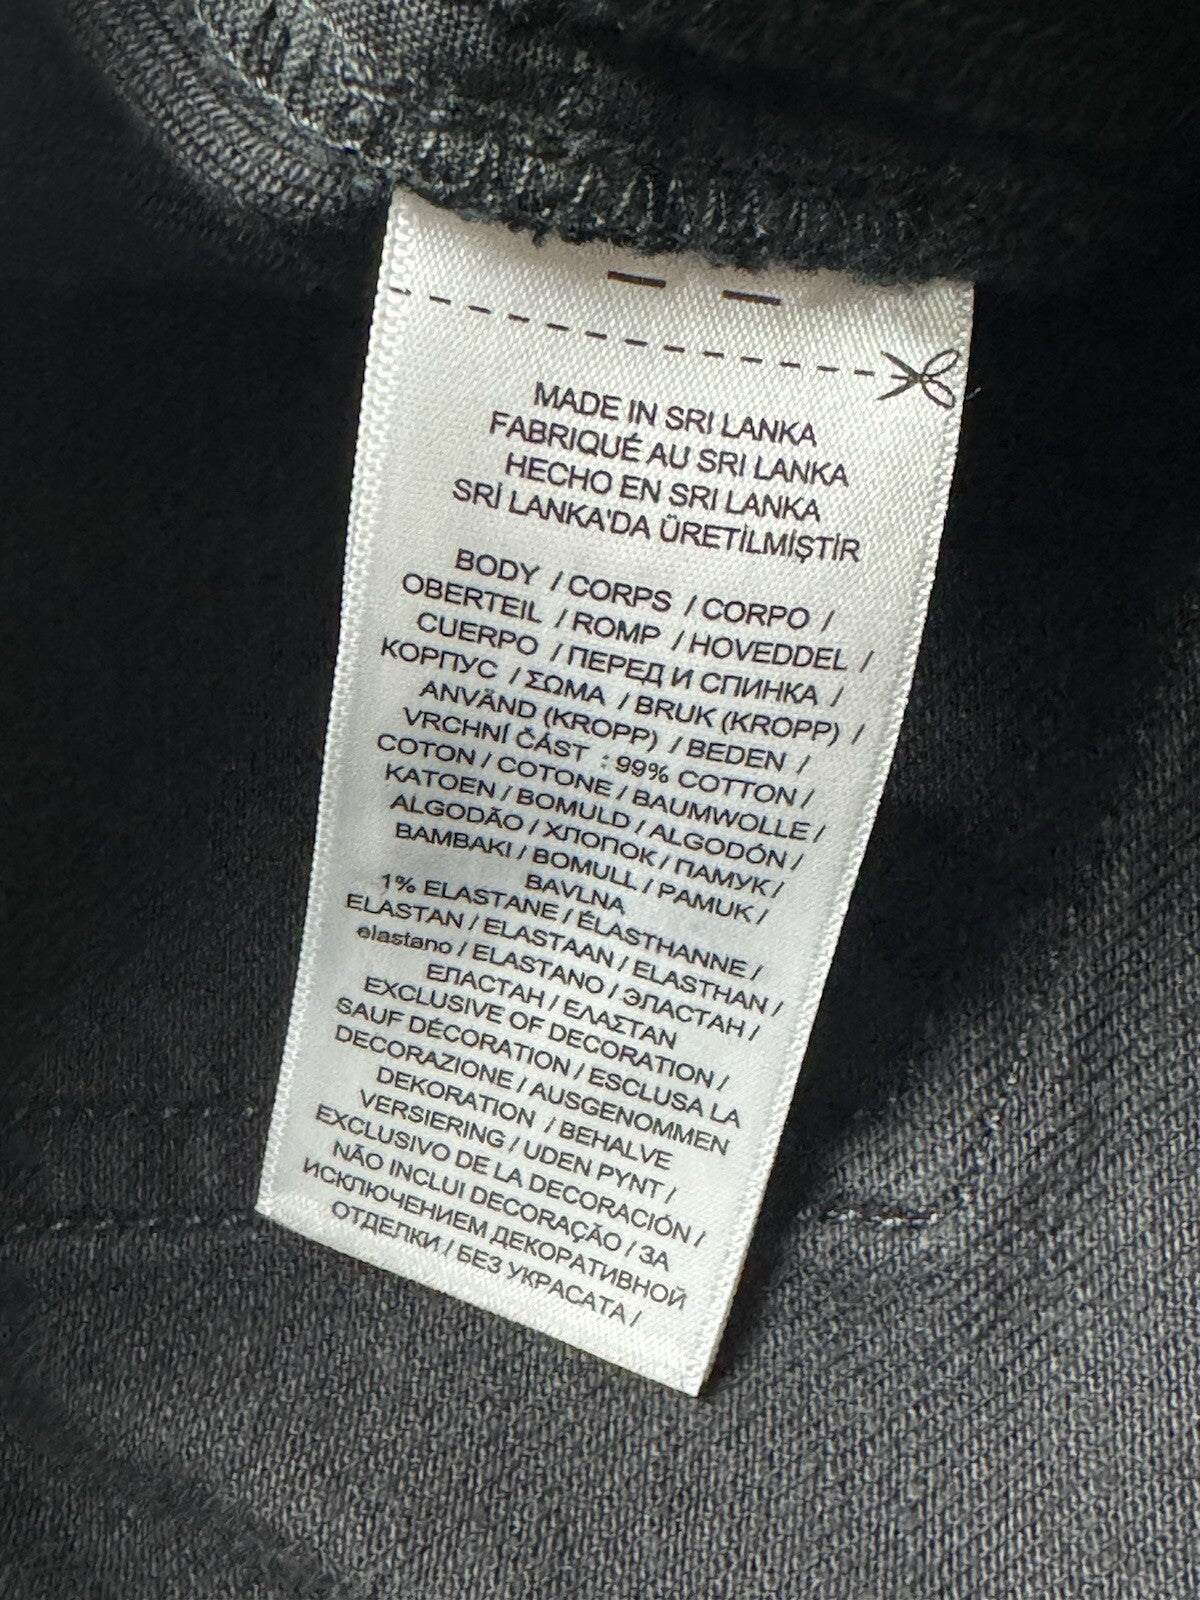 MADE IN SRI LANKA
FABRIQUÉ AU SRI LANKA
HECHO EN SRI LANKA
SRİ LANKA'DA ÜRETİLMİŞTİR
BODY / CORPS / CORPO /
OBERTEIL / ROMP / HOVEDDEL /
CUERPO / ПЕРЕД И СПИНКА /
КОРПУС / ΣΩΜΑ / BRUK (KROPP) /
ANVÄND (KROPP) / BEDEN /
VRCHNÍ ČÁST : 99% COTTON /
COTON / COTONE / BAUMWOLLE /
KATOEN / BOMULD / ALGODÓN /
ALGODÃO / ХЛОПОК / ПАМУК /
BAMBAKI / BOMULL / PAMUK /
BAVLNA
1% ELASTANE / ÉLASTHANNE /
ELASTAN / ELASTAAN / ELASTHAN /
elastano / ELASTANO / ЭЛАСТАН /
ЕЛАСТАН / ΕΛΑΣΤΑΝ
EXCLUSIVE OF DECORATION /
SAUF DÉCORATION / ESCLUSA LA
DECORAZIONE / AUSGENOMMEN
DEKORATION / BEHALVE
VERSIERING / UDEN PYNT /
EXCLUSIVO DE LA DECORACIÓN /
NÃO INCLUI DECORAÇÃO / ЗА
ИСКЛЮЧЕНИЕМ ДЕКОРАТИВНОЙ
ОТДЕЛКИ / БЕЗ УКРАСАТА /